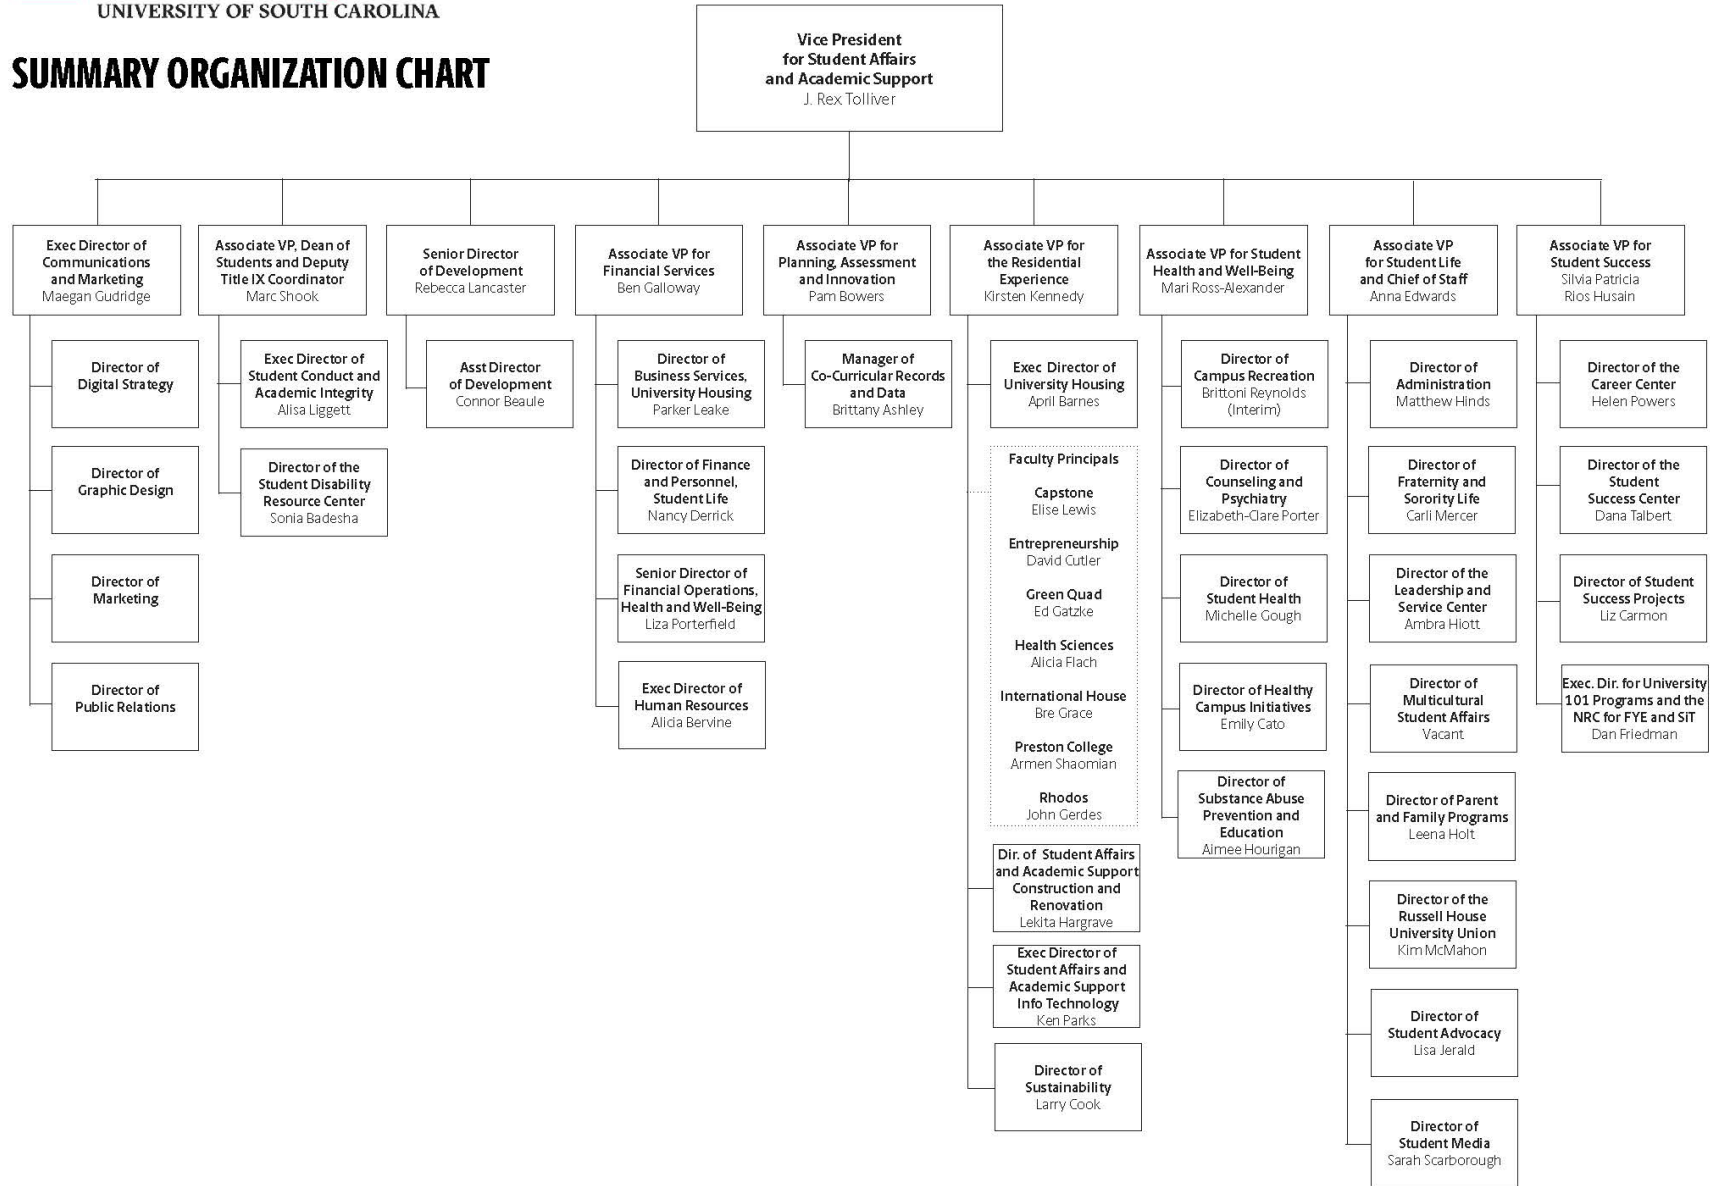 UNIVERSITY OF SOUTH CAROLINA
SUMMARY ORGANIZATION CHART
Vice President
for Student Affairs
and Academic Support
J. Rex Tolliver
Exec Director of
Communications
and Marketing
Maegan Gudridge
Director of
Digital Strategy
Director of
Graphic Design
Director of
Marketing
Director of
Public Relations
Associate VP, Dean of
Students and Deputy
Title IX Coordinator
Marc Shook
Exec Director of
Student Conduct and
Academic Integrity
Alisa Liggett
Director of the
Student Disability
Resource Center
Sonia Badesha
Senior Director
of Development
Rebecca Lancaster
Asst Director
of Development
Connor Beaule
Associate VP for
Financial Services
Ben Galloway
Director of
Business Services,
University Housing
Parker Leake
Director of Finance
and Personnel,
Student Life
Nancy Derrick
Senior Director of
Financial Operations,
Health and Well-Being
Liza Porterfield
Exec Director of
Human Resources
Alicia Bervine
Associate VP for
Planning, Assessment
and Innovation
Pam Bowers
Manager of
Co-Curricular Records
and Data
Brittany Ashley
Associate VP for
the Residential
Experience
Kirsten Kennedy
Exec Director of
University Housing
April Barnes
Faculty Principals
Capstone
Elise Lewis
Entrepreneurship
David Cutler
Green Quad
Ed Gatzke
Health Sciences
Alicia Flach
International House
Bre Grace
Preston College
Armen Shaomian
Rhodos
John Gerdes
Dir. of Student Affairs
and Academic Support
Construction and
Renovation
Lekita Hargrave
Exec Director of
Student Affairs and
Academic Support
Info Technology
Ken Parks
Director of
Sustainability
Larry Cook
Associate VP for Student
Health and Well-Being
Mari Ross-Alexander
Director of
Campus Recreation
Brittoni Reynolds
(Interim)
Director of
Counseling and
Psychiatry
Elizabeth-Clare Porter
Director of
Student Health
Michelle Gough
Director of Healthy
Campus Initiatives
Emily Cato
Director of
Substance Abuse
Prevention and
Education
Aimee Hourigan
Associate VP
for Student Life
and Chief of Staff
Anna Edwards
Director of
Administration
Matthew Hinds
Director of
Fraternity and
Sorority Life
Carli Mercer
Director of the
Leadership and
Service Center
Ambra Hiott
Director of
Multicultural
Student Affairs
Vacant
Director of Parent
and Family Programs
Leena Holt
Director of the
Russell House
University Union
Kim McMahon
Director of
Student Advocacy
Lisa Jerald
Director of
Student Media
Sarah Scarborough
Associate VP for
Student Success
Silvia Patricia
Rios Husain
Director of the
Career Center
Helen Powers
Director of the
Student
Success Center
Dana Talbert
Director of Student
Success Projects
Liz Carmon
Exec. Dir. for University
101 Programs and the
NRC for FYE and SiT
Dan Friedman